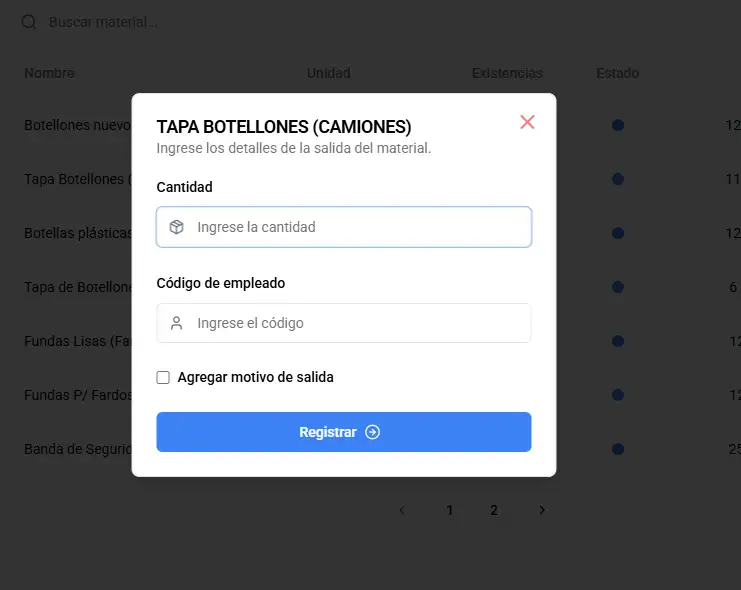 Buscar material...
Nombre Unidad Existencias Estado
Botellones nuevo 12
Tapa Botellones ( 11
Botellas plásticas 12
Tapa de Botellone 6
Fundas Lisas (Fa 12
Fundas P/ Fardos 12
Banda de Segurid 25
TAPA BOTELLONES (CAMIONES)
Ingrese los detalles de la salida del material.
Cantidad
Ingrese la cantidad
Código de empleado
Ingrese el código
Agregar motivo de salida
Registrar
1 2